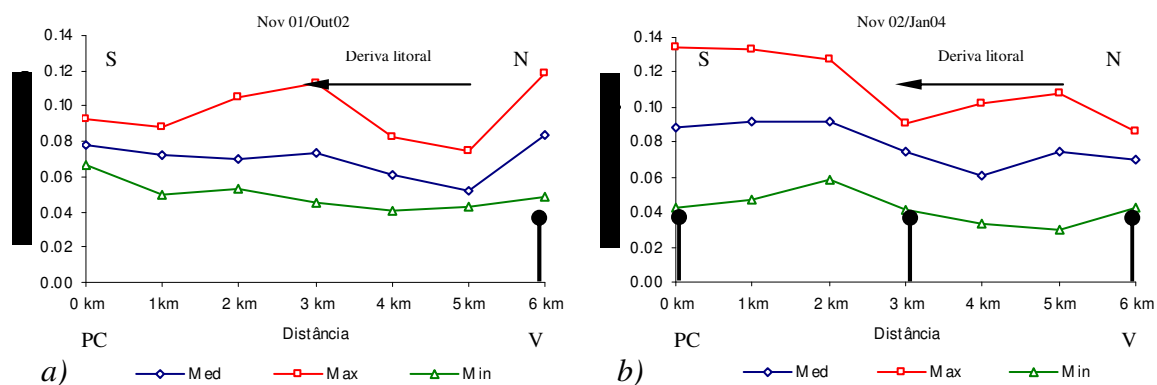 Nov 01/Out02
0.14
0.12
0.10
0.08
0.06
0.04
0.02
0.00
S
Deriva litoral
N
0 km
1km
2 km
3 km
4 km
5 km
6 km
PC
Distância
V
a)
Med
Max
Min
Nov 02/Jan04
0.14
0.12
0.10
0.08
0.06
0.04
0.02
0.00
S
Deriva litoral
N
0 km
1 km
2 km
3 km
4 km
5 km
6 km
PC
Distância
V
b)
Med
Max
Min